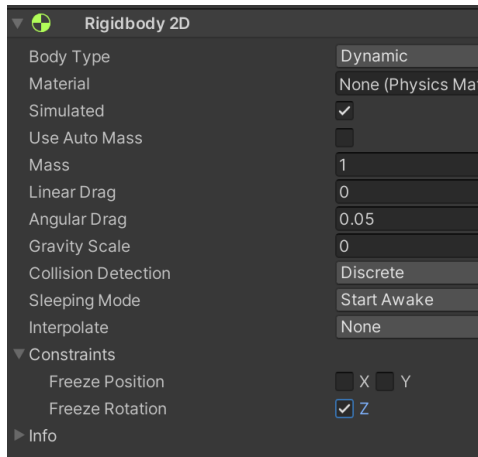 Rigidbody 2D
Body Type Dynamic
Material None (Physics Mat
Simulated
Use Auto Mass
Mass 1
Linear Drag 0
Angular Drag 0.05
Gravity Scale 0
Collision Detection Discrete
Sleeping Mode Start Awake
Interpolate None
Constraints
Freeze Position X Y
Freeze Rotation Z
Info